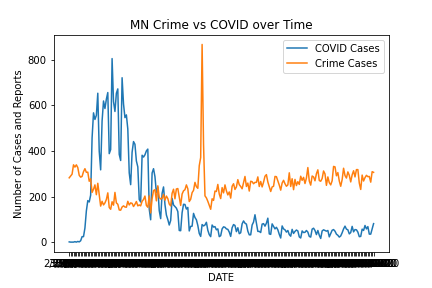 MN Crime vs COVID over Time
COVID Cases
Crime Cases
Number of Cases and Reports
800
600
400
200
0
DATE